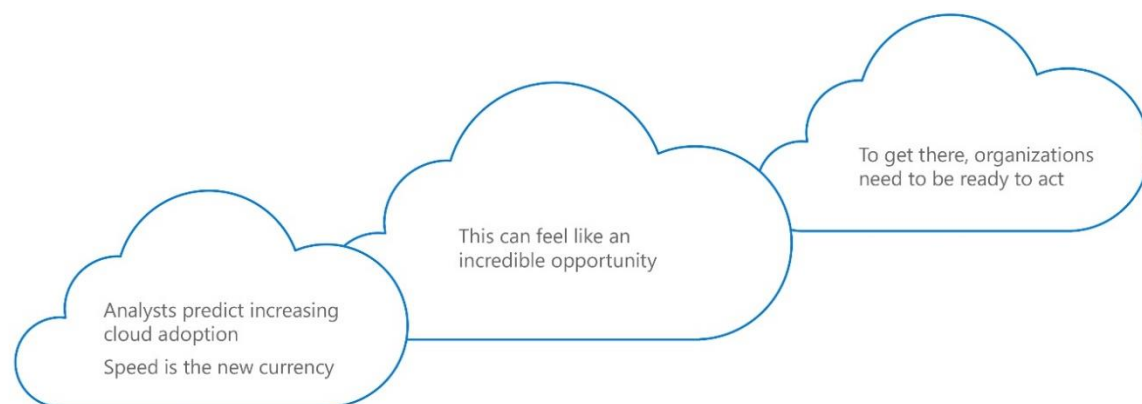 Analysts predict increasing
cloud adoption
Speed is the new currency
This can feel like an
incredible opportunity
To get there, organizations
need to be ready to act